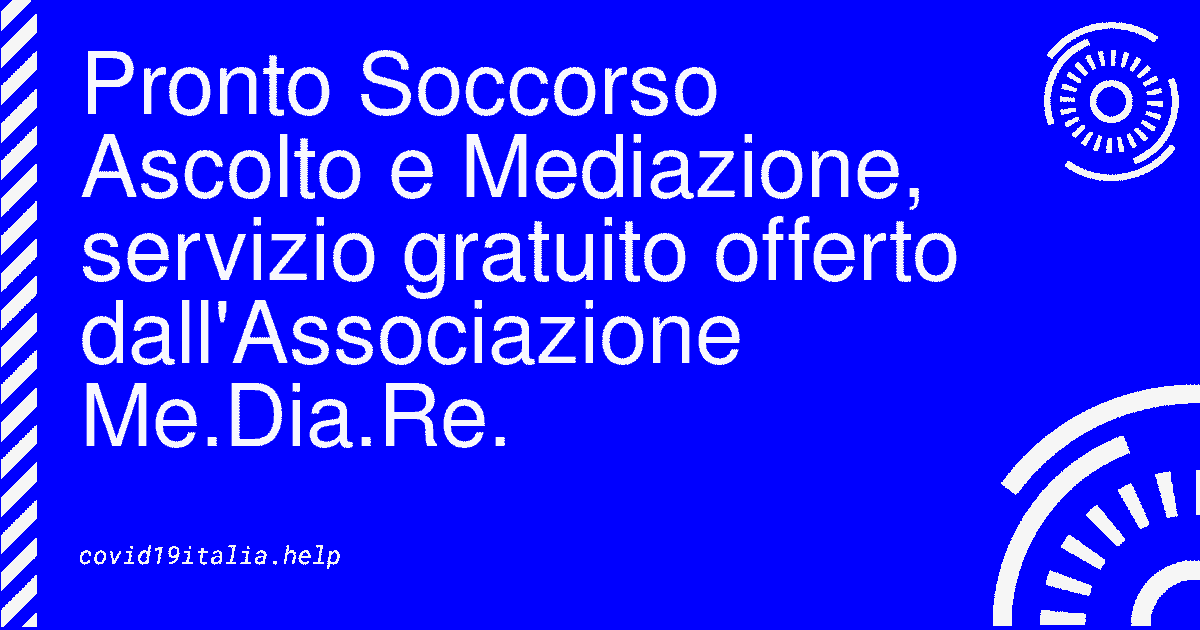 Pronto Soccorso
Ascolto e Mediazione,
servizio gratuito offerto
dall'Associazione
Me.Dia.Re.
covid19italia.help